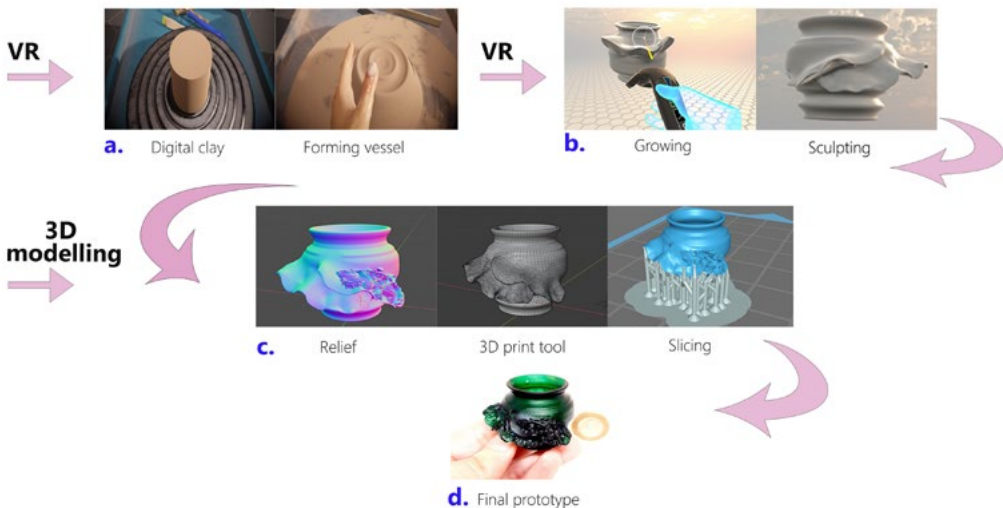 VR
VR
a.
Digital clay
Forming vessel
b.
Growing
Sculpting
3D
modelling
c.
Relief
3D print tool
Slicing
d.
Final prototype